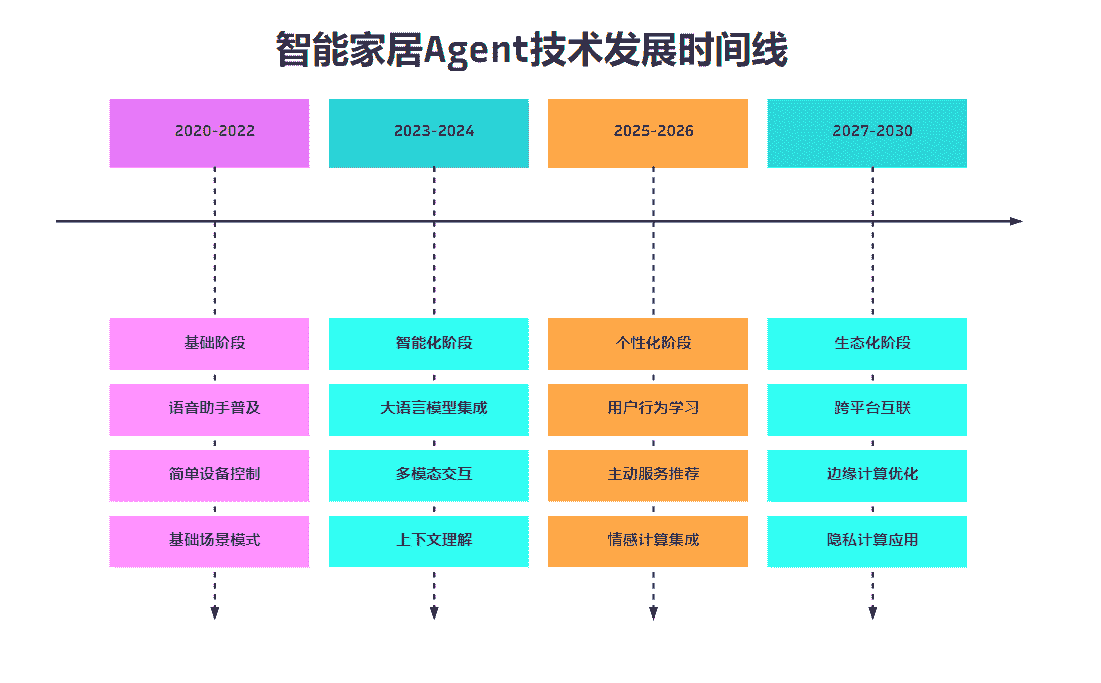 智能家居Agent技术发展时间线
2020-2022
2023-2024
2025-2026
2027-2030
基础阶段
智能化阶段
个性化阶段
生态化阶段
语音助手普及
大语言模型集成
用户行为学习
跨平台互联
简单设备控制
多模态交互
主动服务推荐
边缘计算优化
基础场景模式
上下文理解
情感计算集成
隐私计算应用